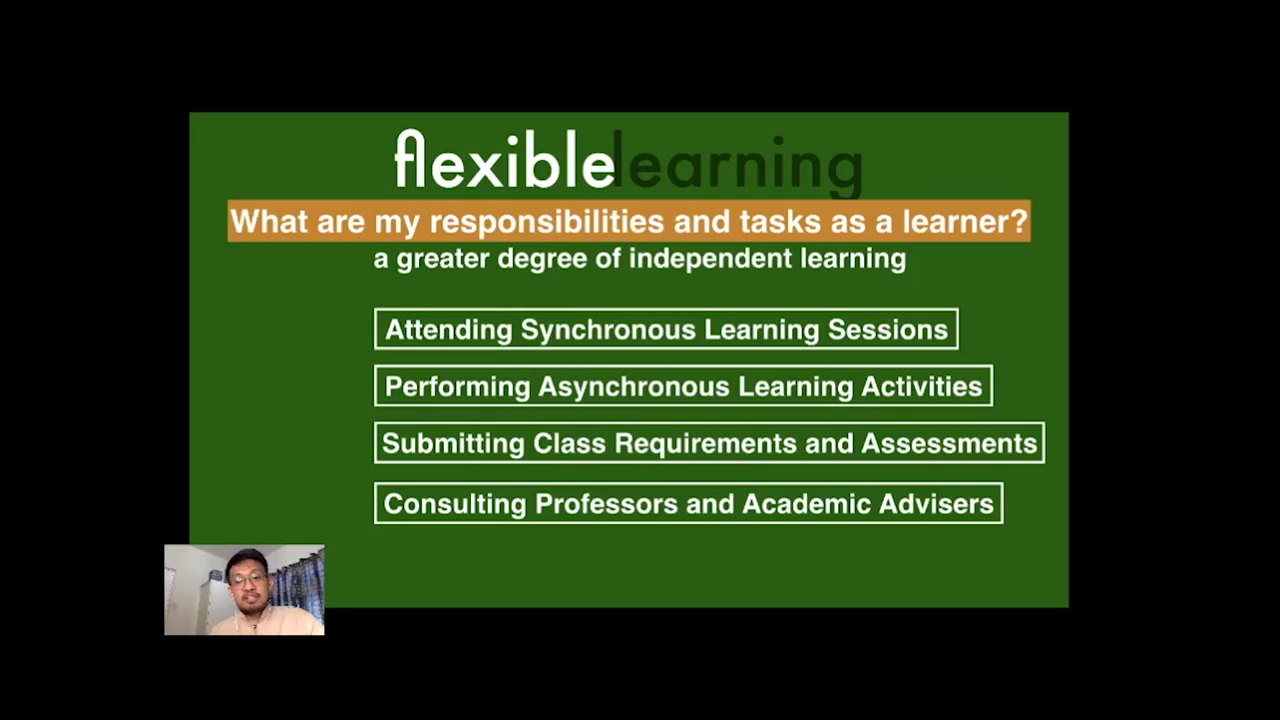 flexiblelearning
What are my responsibilities and tasks as a learner?
a greater degree of independent learning
Attending Synchronous Learning Sessions
Performing Asynchronous Learning Activities
Submitting Class Requirements and Assessments
Consulting Professors and Academic Advisers